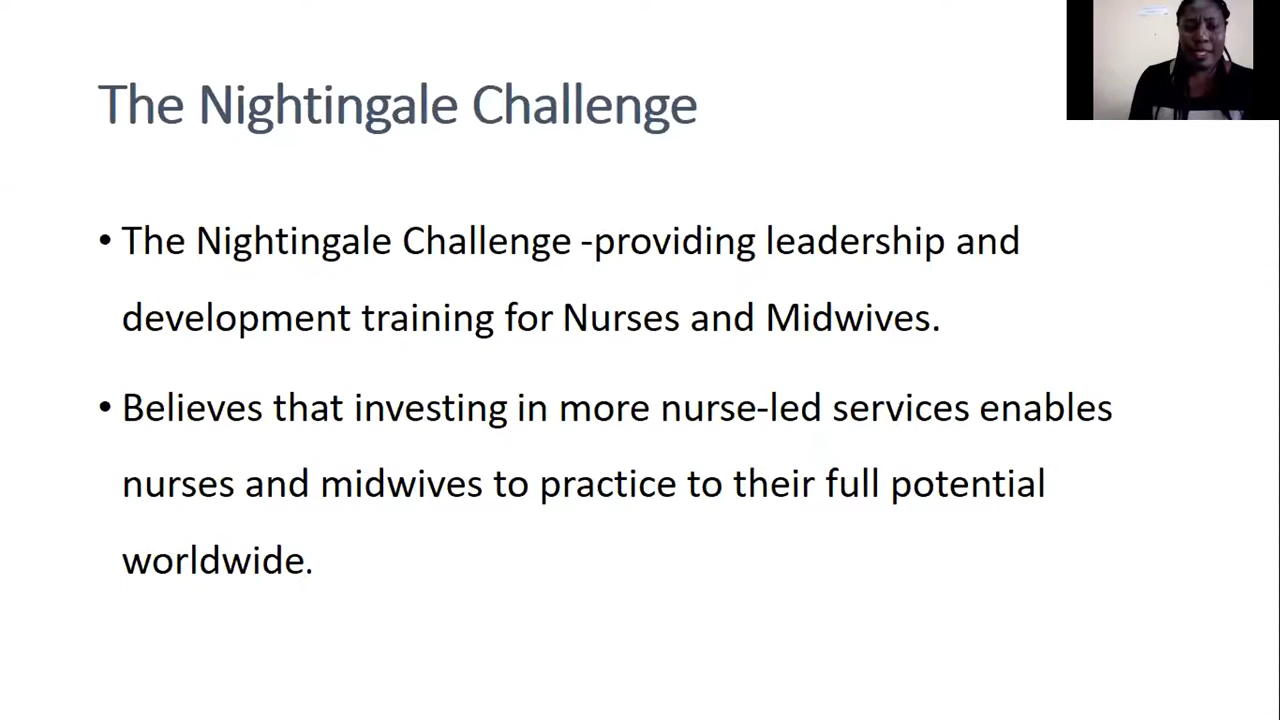 The Nightingale Challenge
• The Nightingale Challenge -providing leadership and
development training for Nurses and Midwives.
• Believes that investing in more nurse-led services enables
nurses and midwives to practice to their full potential
worldwide.